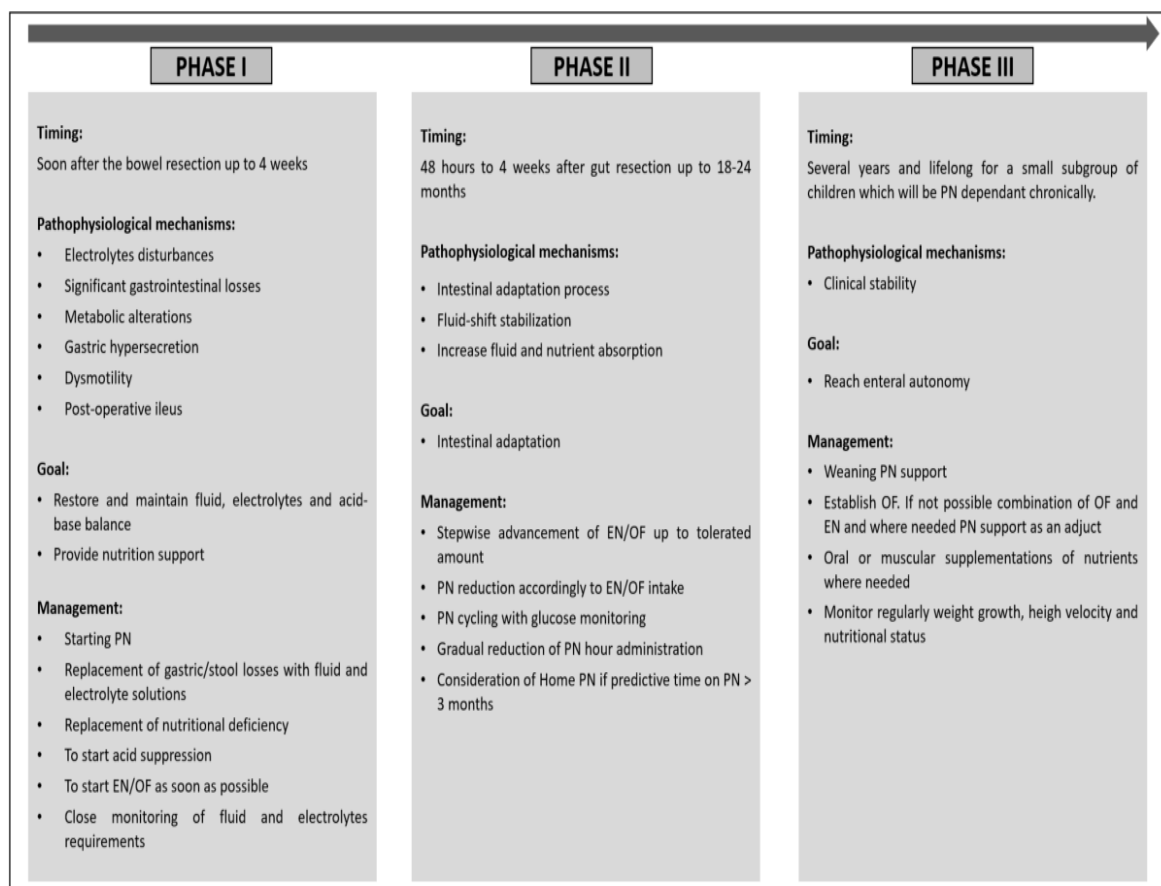 PHASE I
Timing:
Soon after the bowel resection up to 4 weeks
Pathophysiological mechanisms:
• Electrolytes disturbances
• Significant gastrointestinal losses
• Metabolic alterations
• Gastric hypersecretion
• Dysmotility
• Post-operative ileus
Goal:
• Restore and maintain fluid, electrolytes and acid-
base balance
• Provide nutrition support
Management:
• Starting PN
• Replacement of gastric/stool losses with fluid and
electrolyte solutions
• Replacement of nutritional deficiency
• To start acid suppression
• To start EN/OF as soon as possible
• Close monitoring of fluid and electrolytes
requirements
PHASE II
Timing:
48 hours to 4 weeks after gut resection up to 18-24
months
Pathophysiological mechanisms:
• Intestinal adaptation process
• Fluid-shift stabilization
• Increase fluid and nutrient absorption
Goal:
• Intestinal adaptation
Management:
• Stepwise advancement of EN/OF up to tolerated
amount
• PN reduction accordingly to EN/OF intake
• PN cycling with glucose monitoring
• Gradual reduction of PN hour administration
• Consideration of Home PN if predictive time on PN >
3 months
PHASE III
Timing:
Several years and lifelong for a small subgroup of
children which will be PN dependant chronically.
Pathophysiological mechanisms:
• Clinical stability
Goal:
• Reach enteral autonomy
Management:
• Weaning PN support
• Establish OF. If not possible combination of OF and
EN and where needed PN support as an adjuct
• Oral or muscular supplementations of nutrients
where needed
• Monitor regularly weight growth, heigh velocity and
nutritional status